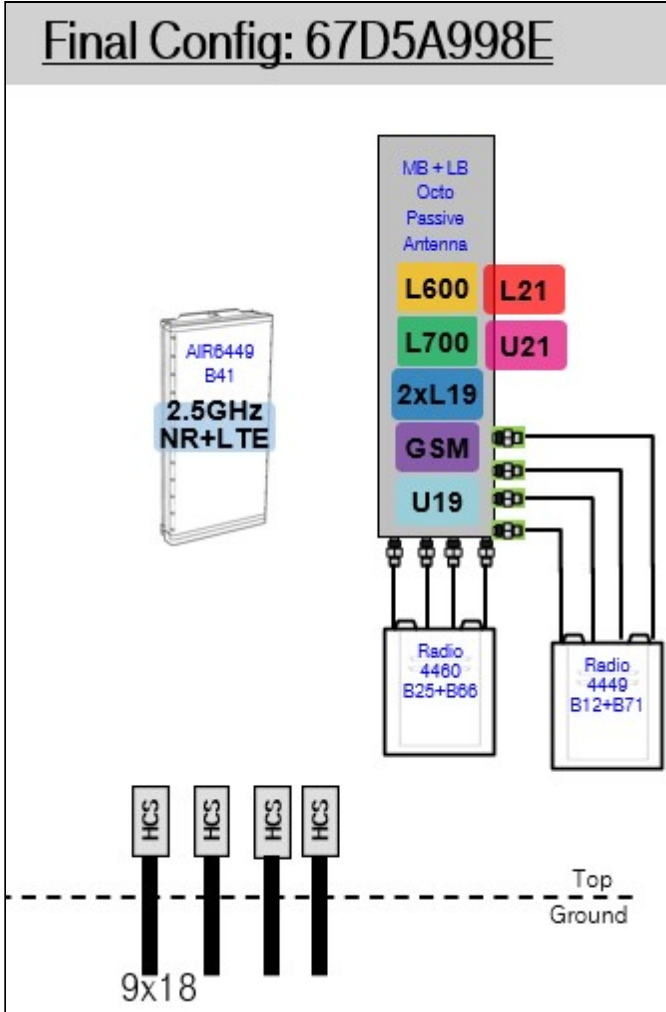 Final Config: 67D5A998E
MB + LB
Octo
Passive
Antenna
L600
L21
L700
U21
2xL19
GSM
U19
AIR6449
B41
2.5GHz
NR+LTE
Radio
4460
B25+B66
Radio
4449
B12+B71
HCS
HCS
HCS
HCS
Top
Ground
9x18